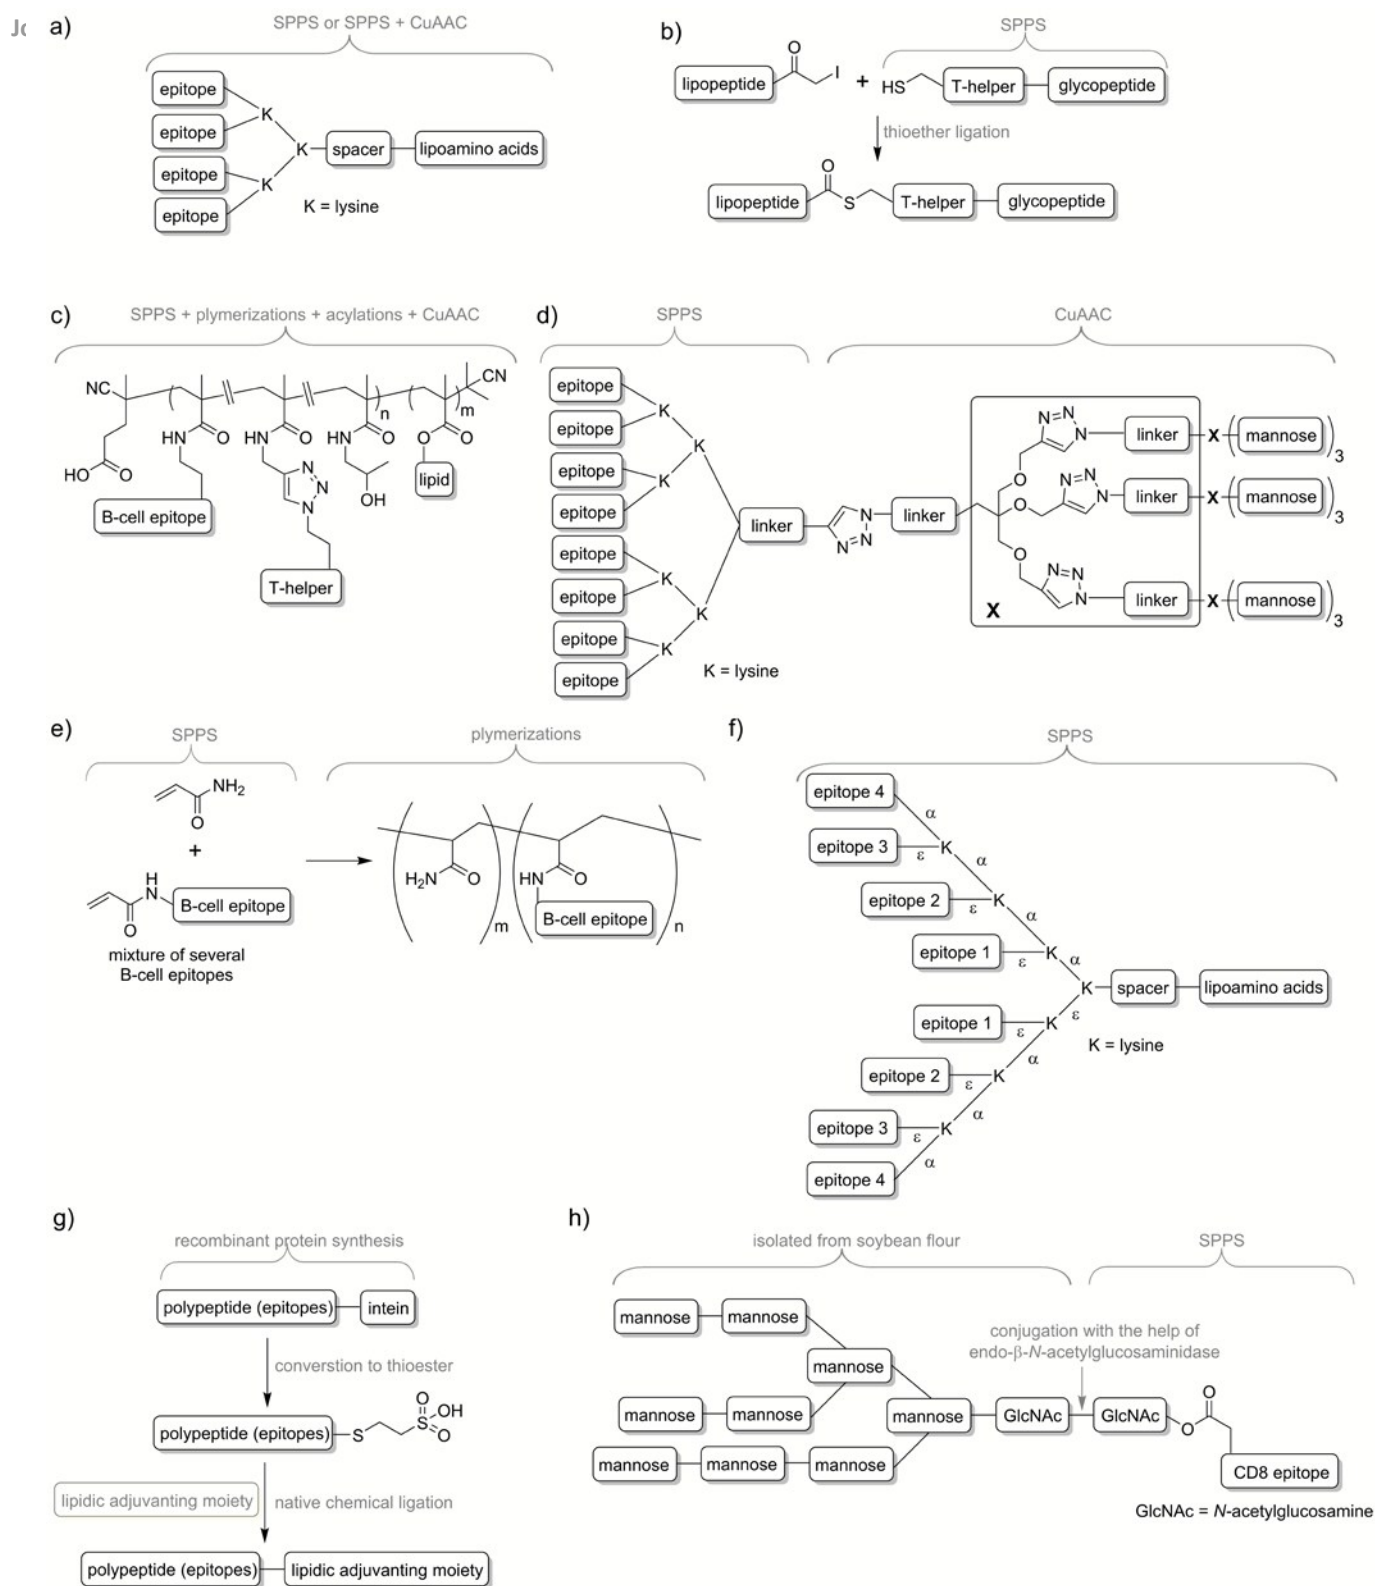 Jo
a)
SPPS or SPPS + CuAAC
epitope
epitope
epitope
epitope
K
K
K
spacer
lipoamino acids
K = lysine
b)
SPPS
lipopeptide
O
I
+
HS
T-helper
glycopeptide
thioether ligation
lipopeptide
O
S
T-helper
glycopeptide
c)
SPPS + plymerizations + acylations + CuAAC
NC
CN
n
m
HN
O
HN
O
HN
O
O
O
HO
O
N
N
N
OH
lipid
B-cell epitope
T-helper
d)
SPPS
CuAAC
epitope
epitope
epitope
epitope
epitope
epitope
epitope
epitope
K
K
K
K
K
K
linker
N
N=N
linker
O
O
O
N=N
N
linker
X
mannose
3
N=N
N
linker
X
mannose
3
N=N
N
linker
X
mannose
3
X
K = lysine
e)
SPPS
plymerizations
NH2
O
+
H
N
O
B-cell epitope
mixture of several
B-cell epitopes
H2N
O
m
HN
O
B-cell epitope
n
f)
SPPS
epitope 4
α
epitope 3
ε
K
α
epitope 2
ε
K
α
epitope 1
ε
K
α
K
spacer
lipoamino acids
ε
epitope 1
ε
K
K = lysine
α
epitope 2
ε
K
α
epitope 3
ε
K
α
epitope 4
g)
recombinant protein synthesis
polypeptide (epitopes)
intein
converstion to thioester
polypeptide (epitopes)
S
O
S
OH
O
lipidic adjuvanting moiety
native chemical ligation
polypeptide (epitopes)
lipidic adjuvanting moiety
h)
isolated from soybean flour
SPPS
mannose
mannose
conjugation with the help of
endo-β-N-acetylglucosaminidase
mannose
mannose
mannose
mannose
GlcNAc
GlcNAc
O
O
mannose
mannose
mannose
CD8 epitope
GlcNAc = N-acetylglucosamine